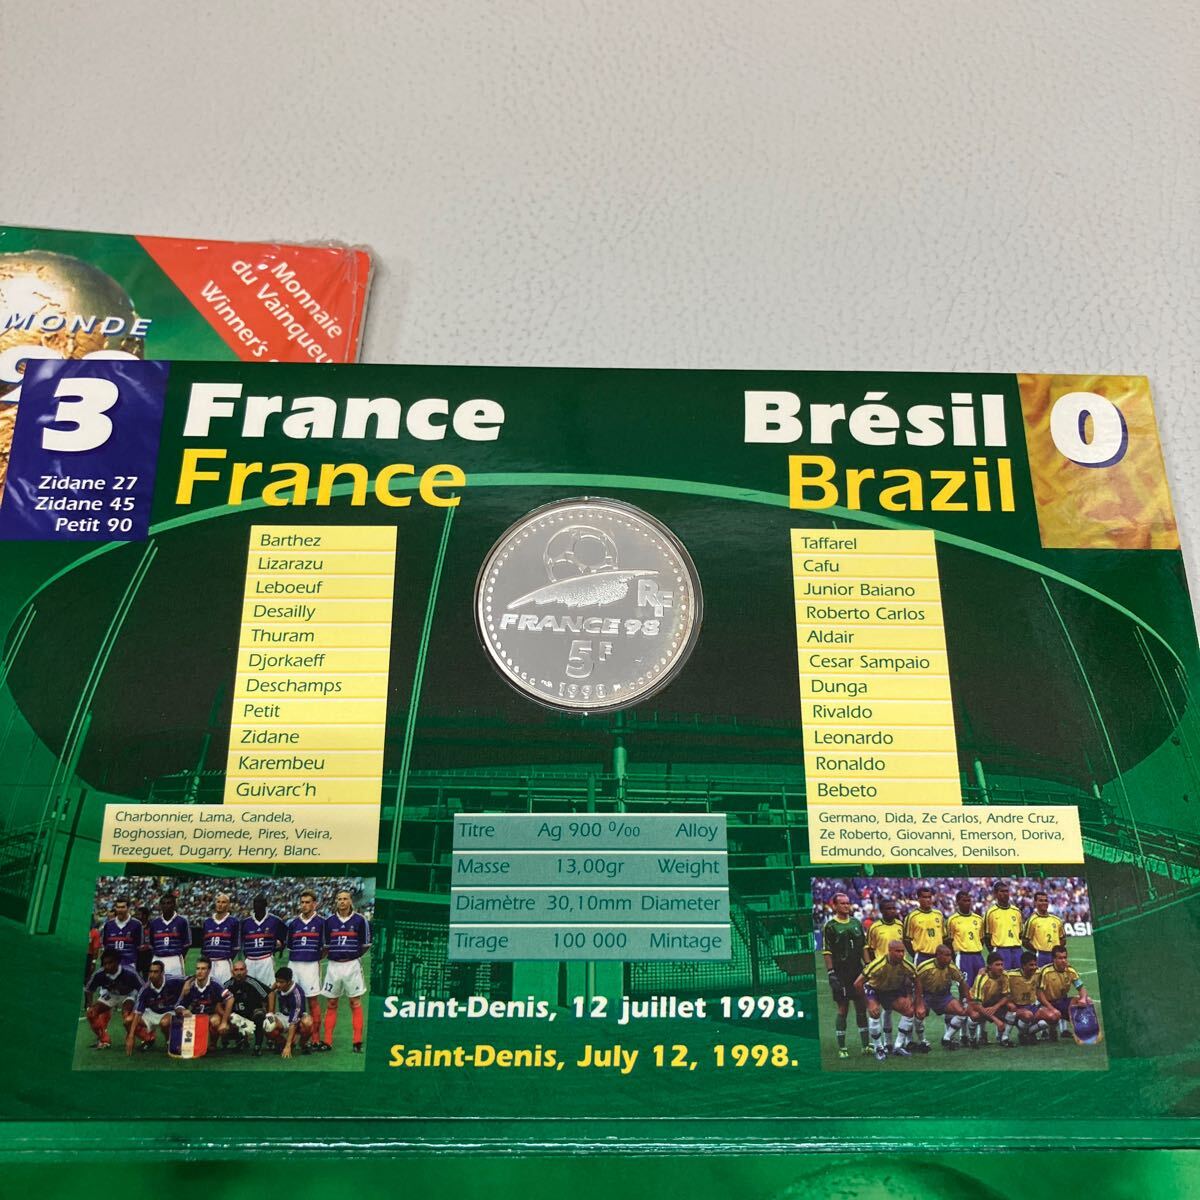 • Monnaie
du Vainqueu
Winner's
MONDE
98
3
Zidane 27
Zidane 45
Petit 90
France
France
Brésil
Brazil
0
Barthez
Lizarazu
Leboeuf
Desailly
Thuram
Djorkaeff
Deschamps
Petit
Zidane
Karembeu
Guivarc'h
Charbonnier, Lama, Candela,
Boghossian, Diomede, Pires, Vieira,
Trezeguet, Dugarry, Henry, Blanc.
RF
FRANCE 98
5F
1998
Taffarel
Cafu
Junior Baiano
Roberto Carlos
Aldair
Cesar Sampaio
Dunga
Rivaldo
Leonardo
Ronaldo
Bebeto
Germano, Dida, Ze Carlos, Andre Cruz,
Ze Roberto, Giovanni, Emerson, Doriva,
Edmundo, Goncalves, Denilson.
Titre Ag 900 0/00 Alloy
Masse 13,00gr Weight
Diamètre 30,10mm Diameter
Tirage 100 000 Mintage
Saint-Denis, 12 juillet 1998.
Saint-Denis, July 12, 1998.